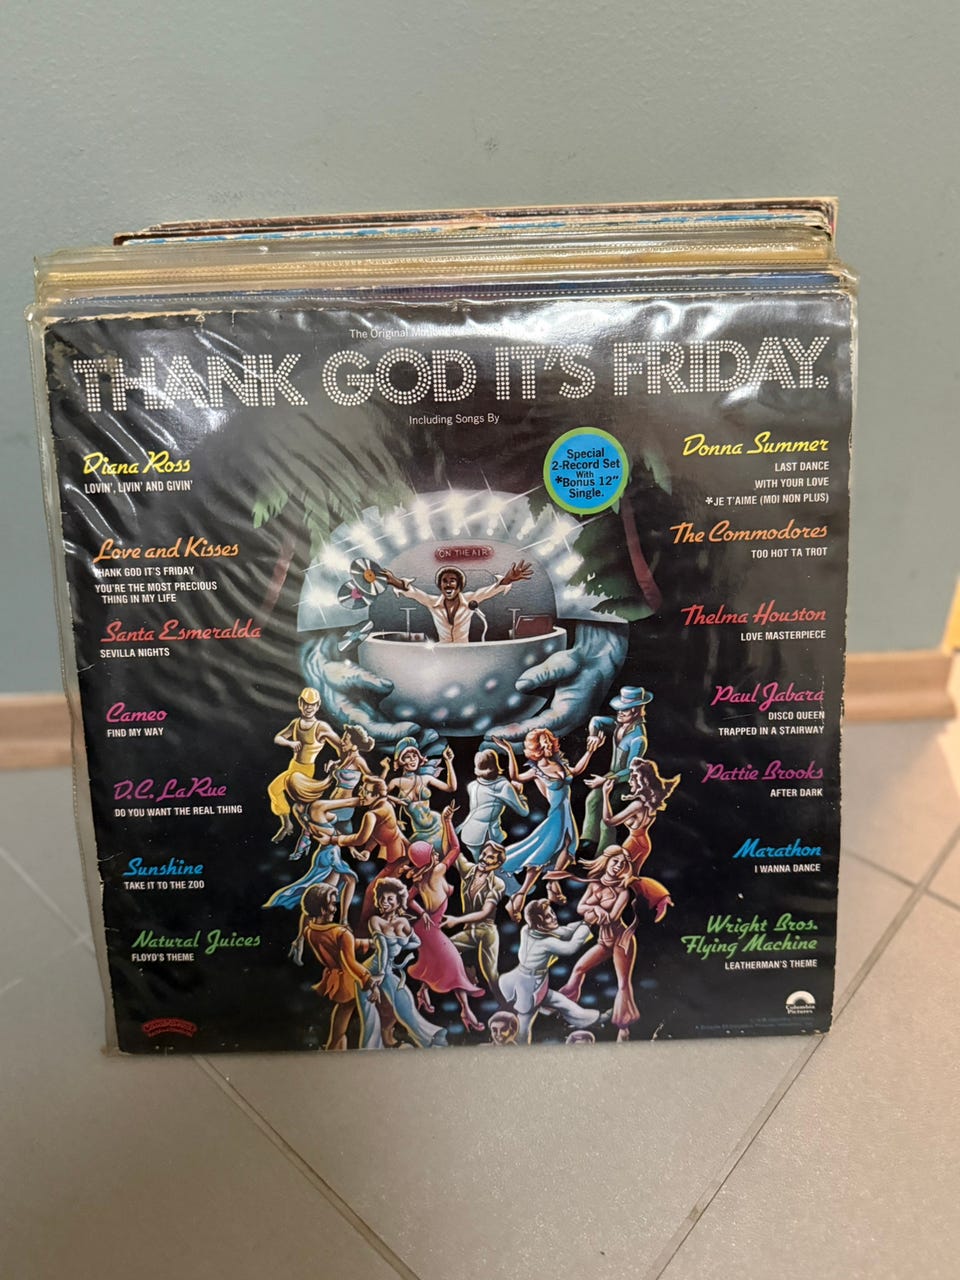 The Original Motion
THANK GOD IT'S FRIDAY.
Including Songs By
Diana Ross
LOVIN', LIVIN' AND GIVIN'
Love and Kisses
THANK GOD IT'S FRIDAY
YOU'RE THE MOST PRECIOUS
THING IN MY LIFE
Santa Esmeralda
SEVILLA NIGHTS
Cameo
FIND MY WAY
D.C. LaRue
DO YOU WANT THE REAL THING
Sunshine
TAKE IT TO THE ZOO
Natural Juices
FLOYD'S THEME
Special
2-Record Set
With
*Bonus 12"
Single.
ON THE AIR
Donna Summer
LAST DANCE
WITH YOUR LOVE
*JE T'AIME (MOI NON PLUS)
The Commodores
TOO HOT TA TROT
Thelma Houston
LOVE MASTERPIECE
Paul Jabara
DISCO QUEEN
TRAPPED IN A STAIRWAY
Pattie Brooks
AFTER DARK
Marathon
I WANNA DANCE
Wright Bros.
Flying Machine
LEATHERMAN'S THEME
Columbia
Pictures